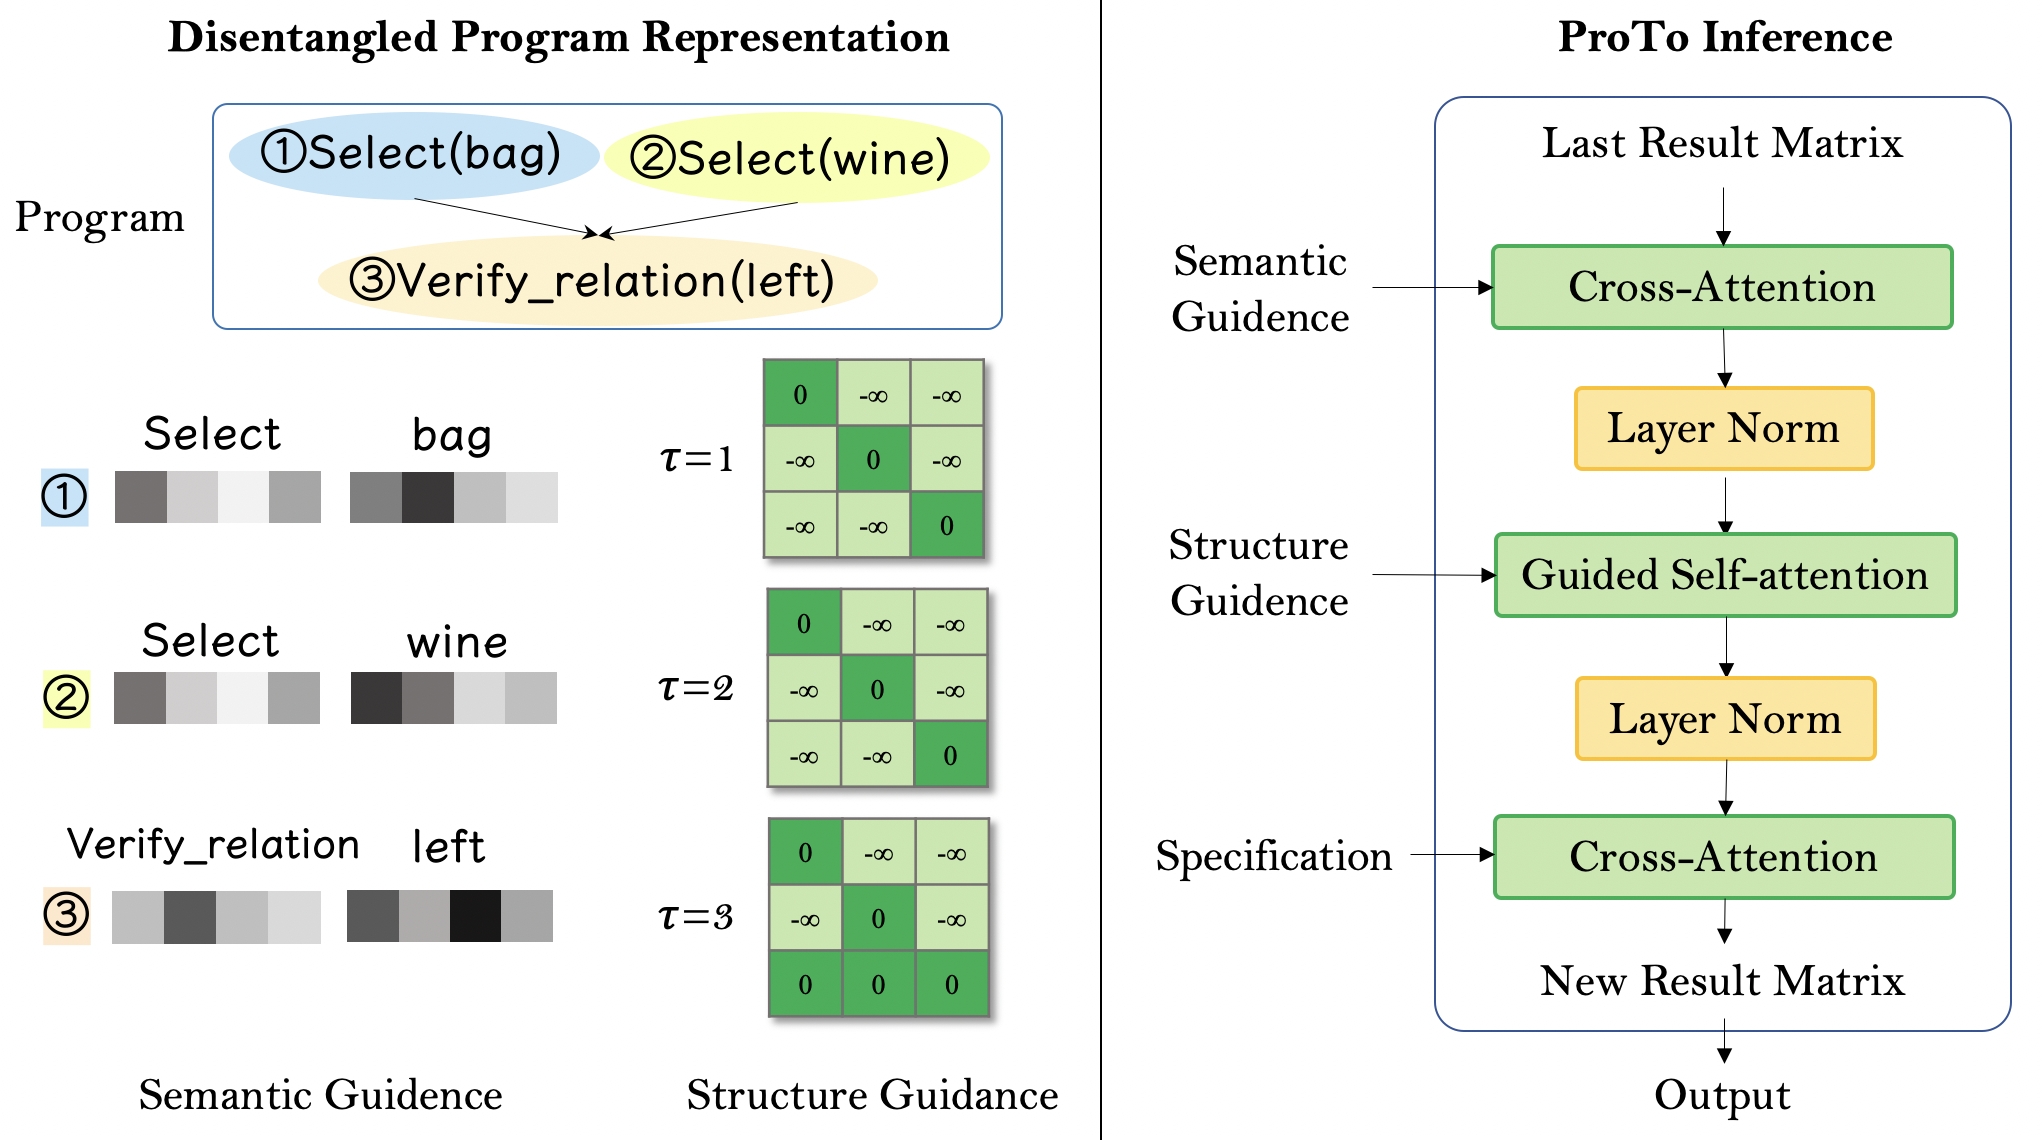 Disentangled Program Representation
Program
①Select(bag)
②Select(wine)
③Verify_relation(left)
Select bag
①
Select wine
②
Verify_relation left
③
Semantic Guidence
τ=1
0 -∞ -∞
-∞ 0 -∞
-∞ -∞ 0
τ=2
0 -∞ -∞
-∞ 0 -∞
-∞ -∞ 0
τ=3
0 -∞ -∞
-∞ 0 -∞
0 0 0
Structure Guidance
ProTo Inference
Last Result Matrix
Semantic
Guidence
Cross-Attention
Layer Norm
Structure
Guidence
Guided Self-attention
Layer Norm
Specification
Cross-Attention
New Result Matrix
Output